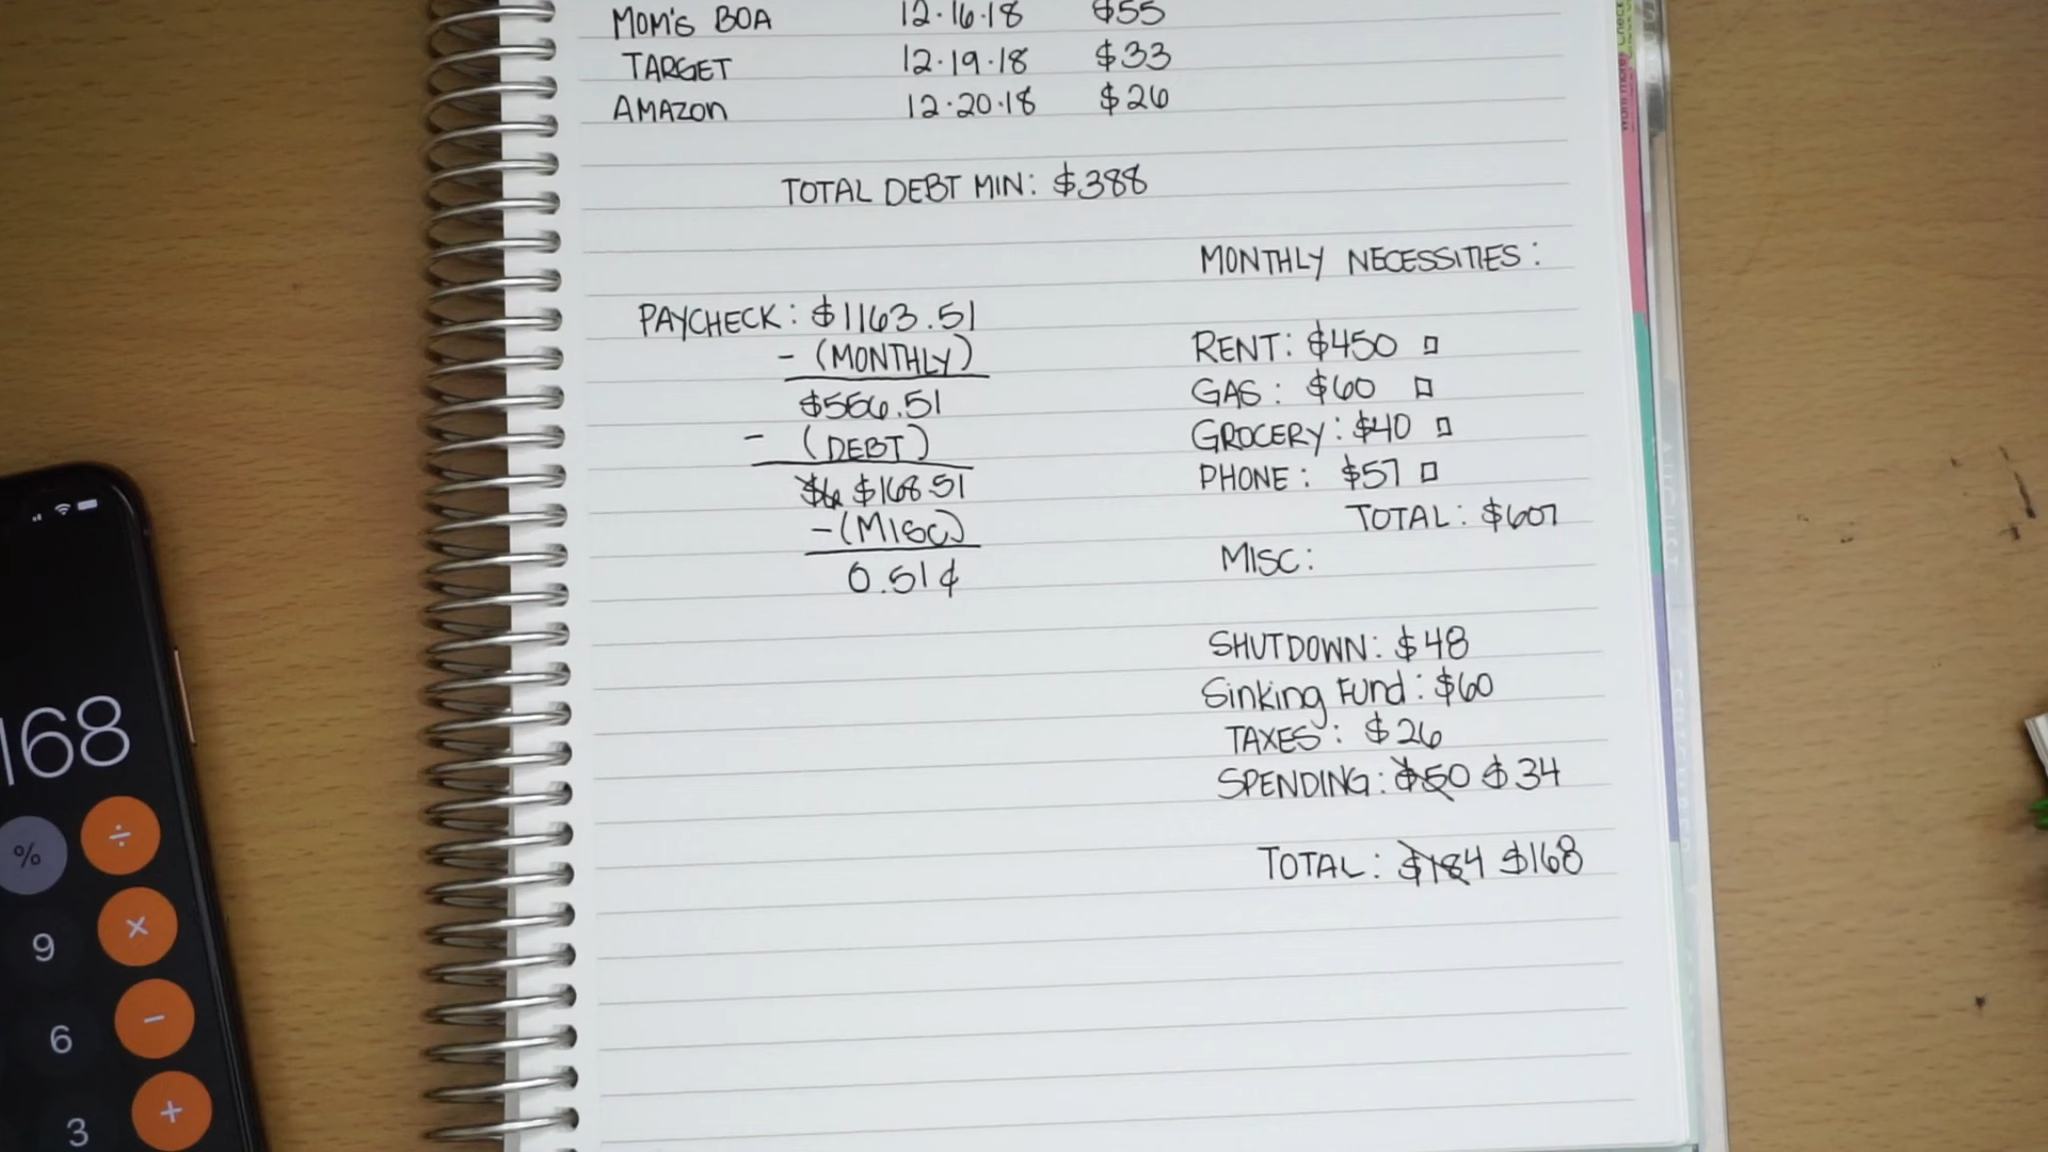 MOM'S BOA 12.16.18 $55
TARGET 12.19.18 $33
AMAZON 12.20.18 $26
TOTAL DEBT MIN: $388
MONTHLY NECESSITIES:
PAYCHECK: $1163.51
- (MONTHLY)
$556.51
- (DEBT)
$6 $168.51
- (MISC)
0.51¢
RENT: $450
GAS: $60
GROCERY: $40
PHONE: $57
TOTAL: $607
MISC:
SHUTDOWN: $48
Sinking Fund: $60
TAXES: $26
SPENDING: $50 $34
TOTAL: $184 $168
168
% ÷
9 ×
6 −
3 +